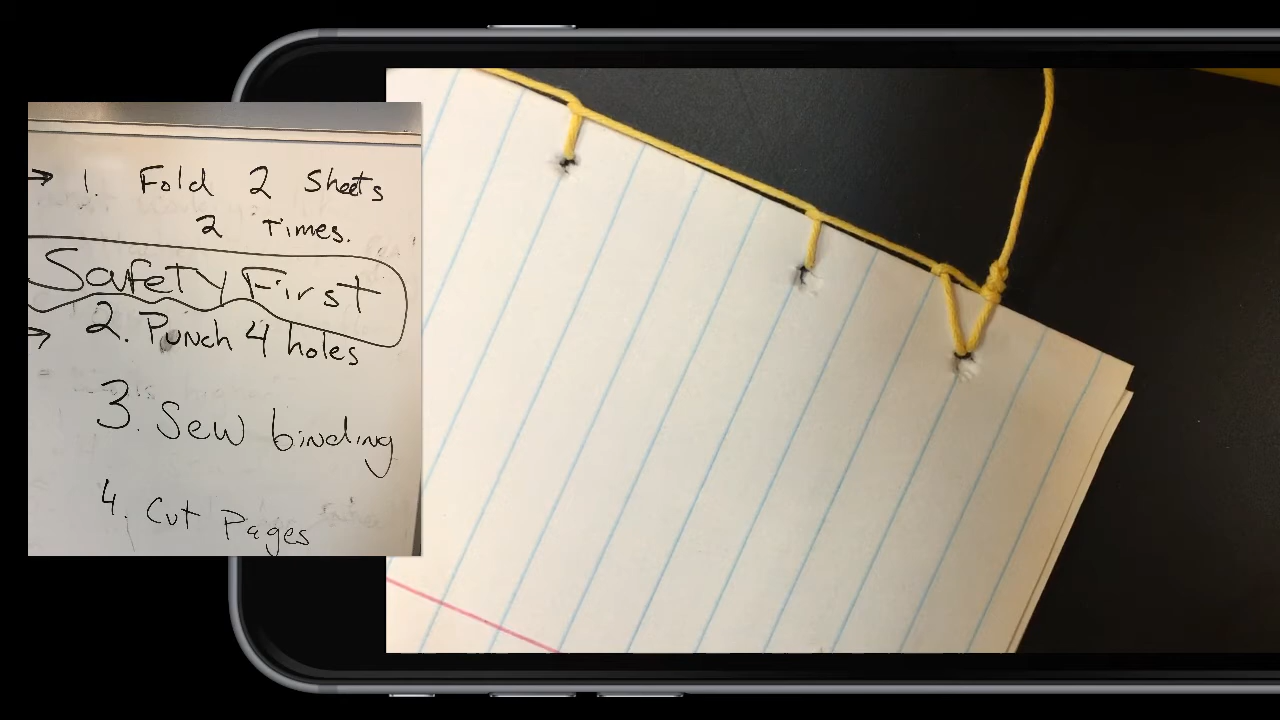 → 1. Fold 2 Sheets
2 Times.
Safety First
→ 2. Punch 4 holes
3. Sew binding
4. Cut Pages